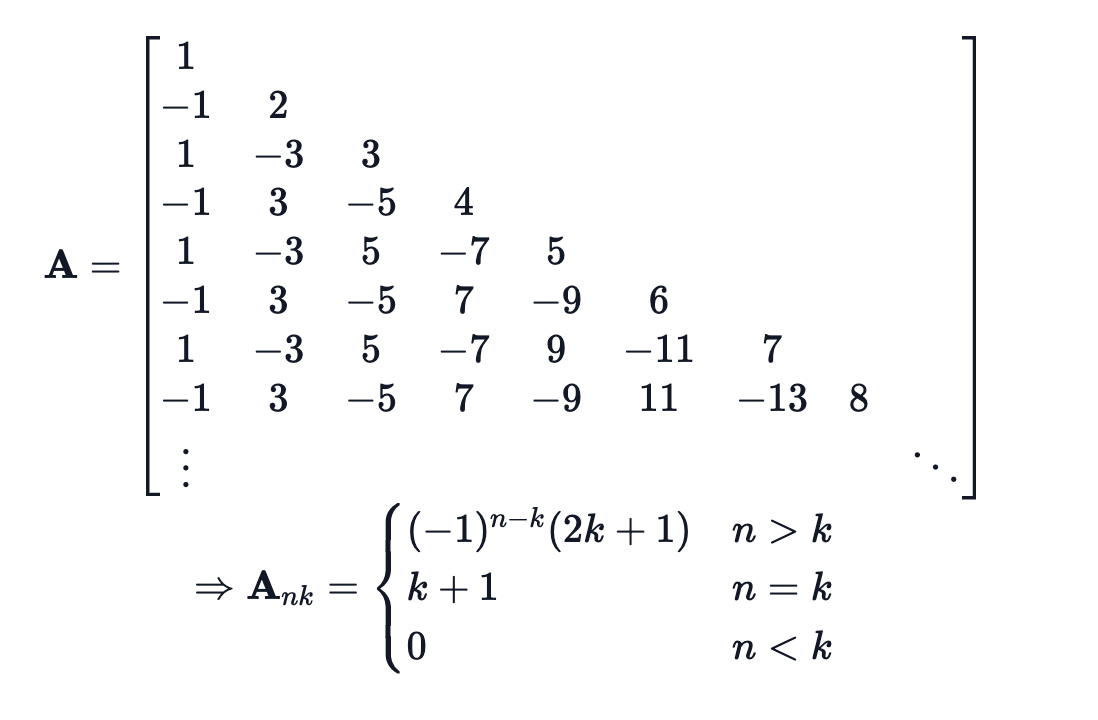 1
−1 2
1 −3 3
−1 3 −5 4
A = 1 −3 5 −7 5
−1 3 −5 7 −9 6
1 −3 5 −7 9 −11 7
−1 3 −5 7 −9 11 −13 8
⋮ ⋱
(−1)^{n−k}(2k + 1) n > k
⇒ A_{nk} = { k + 1 n = k
0 n < k